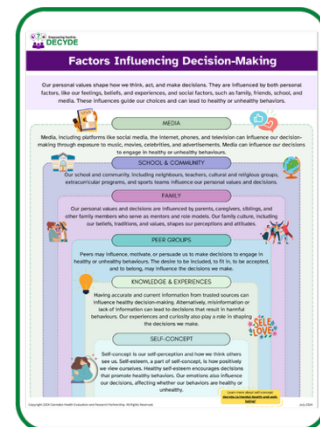 DECYDE
Factors Influencing Decision-Making
Our personal values shape how we think, act, and make decisions. They are influenced by both personal
factors, like our feelings, beliefs, and experiences, and social factors, such as family, friends, school, and
media. These influences guide our choices and can lead to healthy or unhealthy behaviors.
MEDIA
Media, including platforms like social media, the internet, phones, and television can influence our decision-
making through exposure to music, movies, celebrities, and advertisements. Media can influence our decisions
to engage in healthy or unhealthy behaviours.
SCHOOL & COMMUNITY
Our school and community, including neighbours, teachers, cultural and religious groups,
extracurricular programs, and sports teams influence our personal values and decisions.
FAMILY
Our personal values and decisions are influenced by parents, caregivers, siblings, and
other family members who serve as mentors and role models. Our family culture, including
our beliefs, traditions, and values, shapes our perceptions and attitudes.
PEER GROUPS
Peers may influence, motivate, or persuade us to make decisions to engage in
healthy or unhealthy behaviours. The desire to be included, to fit in, to be accepted,
and to belong, may influence the decisions we make.
KNOWLEDGE & EXPERIENCES
Having accurate and current information from trusted sources can
influence healthy decision-making. Alternatively, misinformation or
lack of information can lead to decisions that result in harmful
behaviours. Our experiences and curiosity also play a role in shaping
the decisions we make.
SELF LOVE
SELF-CONCEPT
Self-concept is our self-perception and how we think others
see us. Self-esteem, a part of self-concept, is how positively
we view ourselves. Healthy self-esteem encourages decisions
that promote healthy behaviors. Our emotions also influence
our decisions, affecting whether our behaviors are healthy or
unhealthy.
Learn more about self-concept